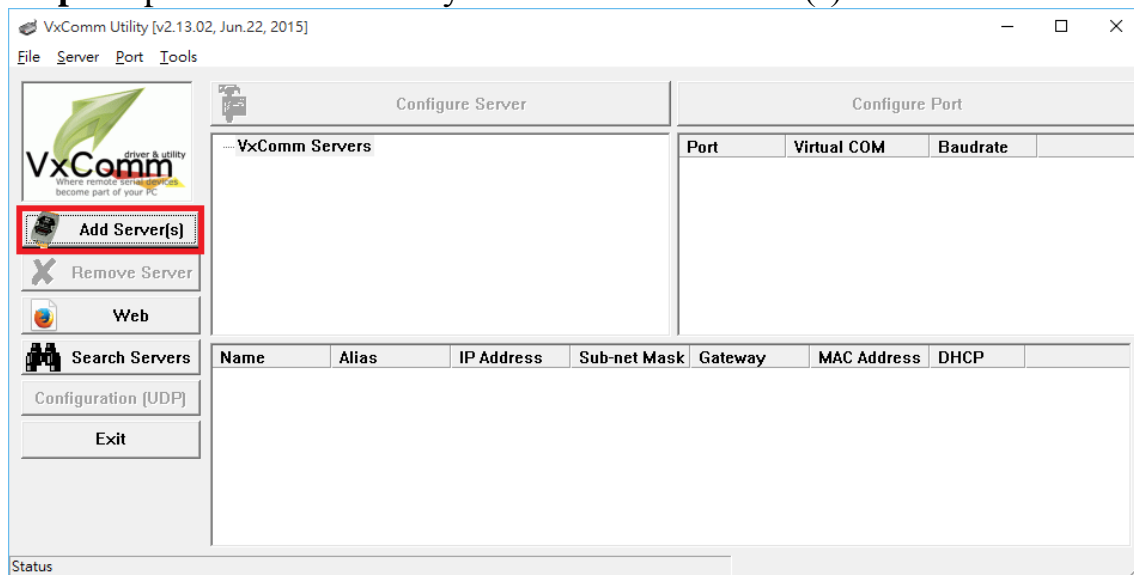 VxComm Utility [v2.13.02, Jun.22, 2015]
File Server Port Tools
VxComm
driver & utility
Where remote serial devices
become part of your PC
Configure Server
Configure Port
VxComm Servers
Port Virtual COM Baudrate
Add Server(s)
Remove Server
Web
Search Servers
Name Alias IP Address Sub-net Mask Gateway MAC Address DHCP
Configuration (UDP)
Exit
Status